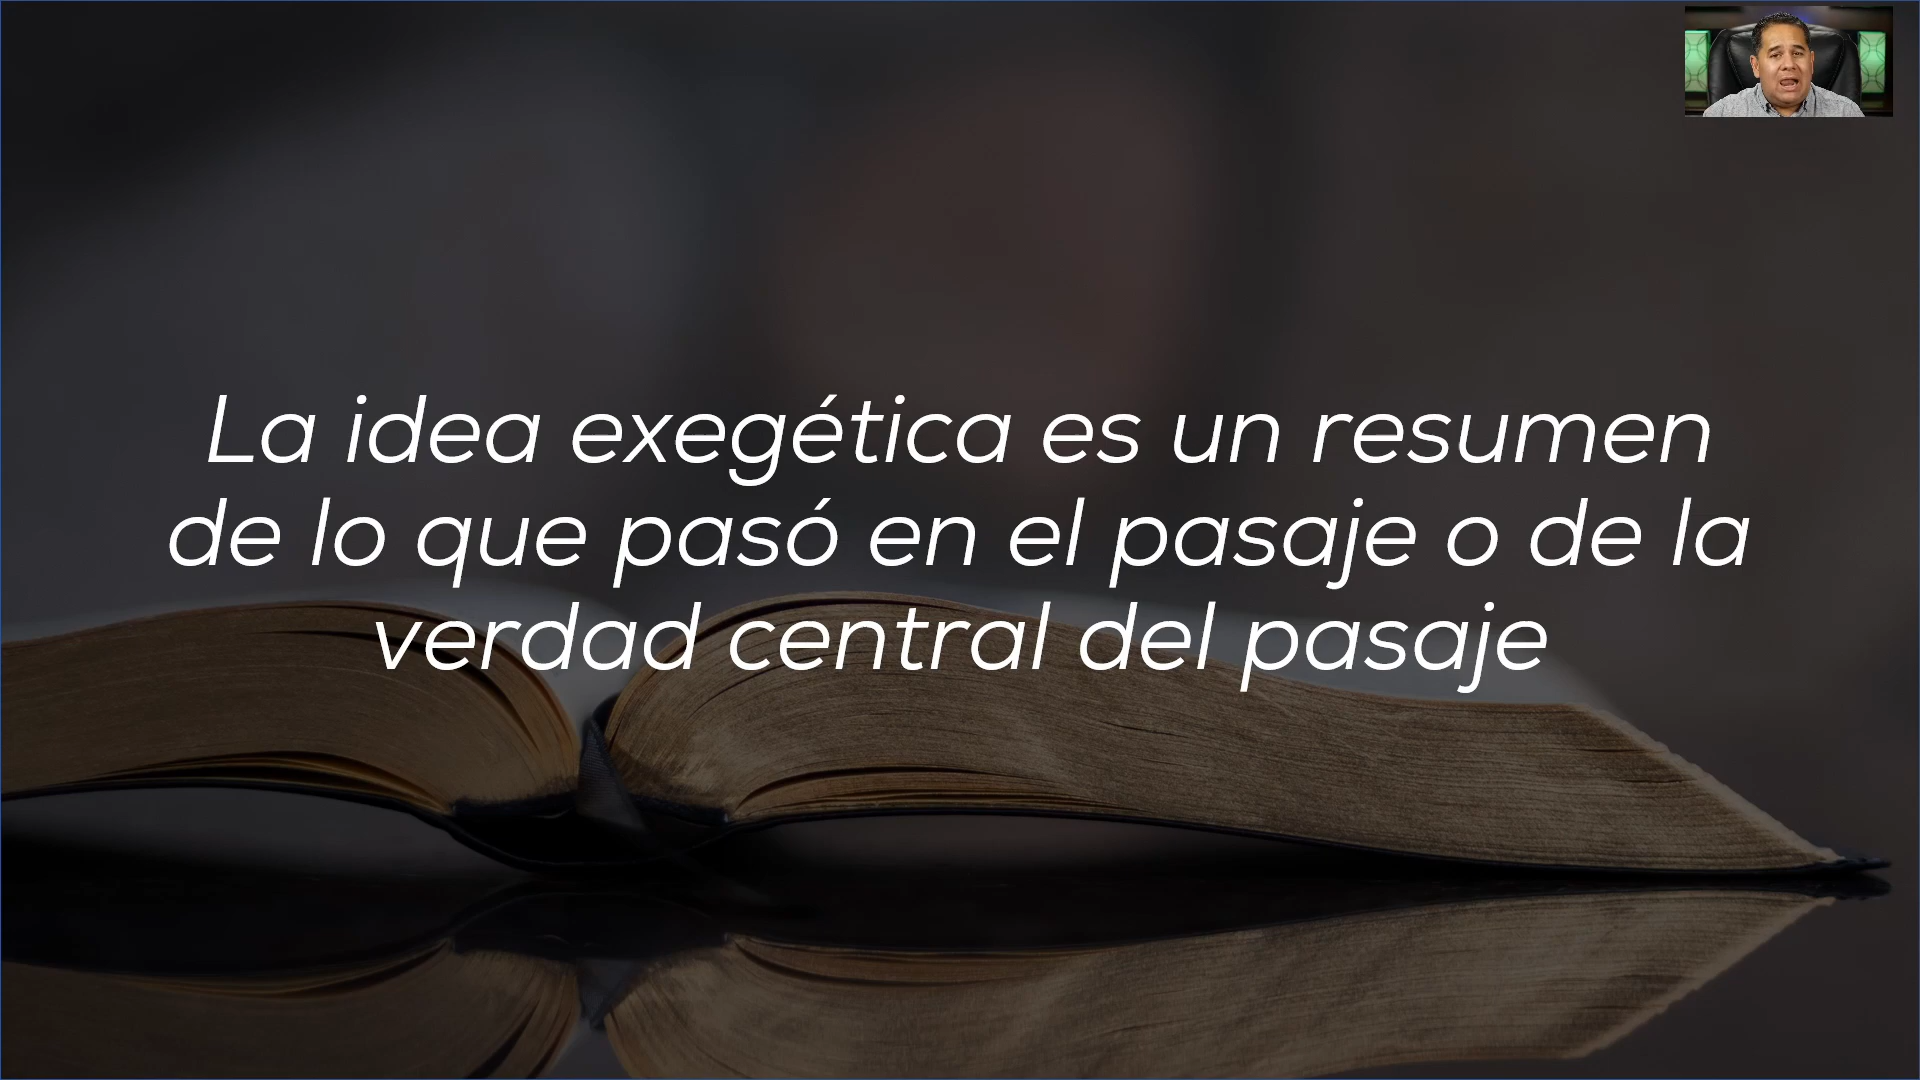 La idea exegética es un resumen
de lo que pasó en el pasaje o de la
verdad central del pasaje